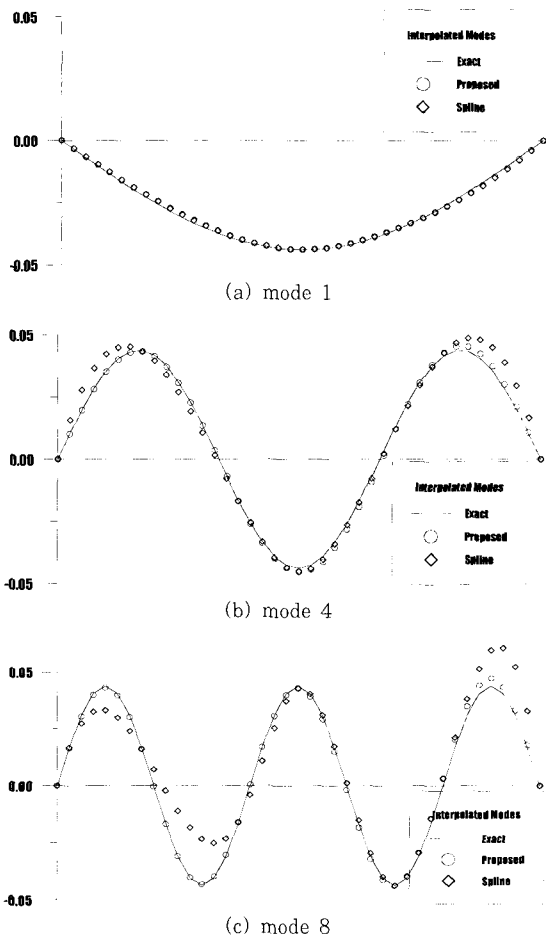 0.05
Interpolated Modes
Exact
Proposed
Spline
0.00
-0.05
(a) mode 1
0.05
0.00
Interpolated Modes
Exact
Proposed
Spline
-0.05
(b) mode 4
0.05
0.00
Interpolated Modes
Exact
Proposed
Spline
-0.05
(c) mode 8